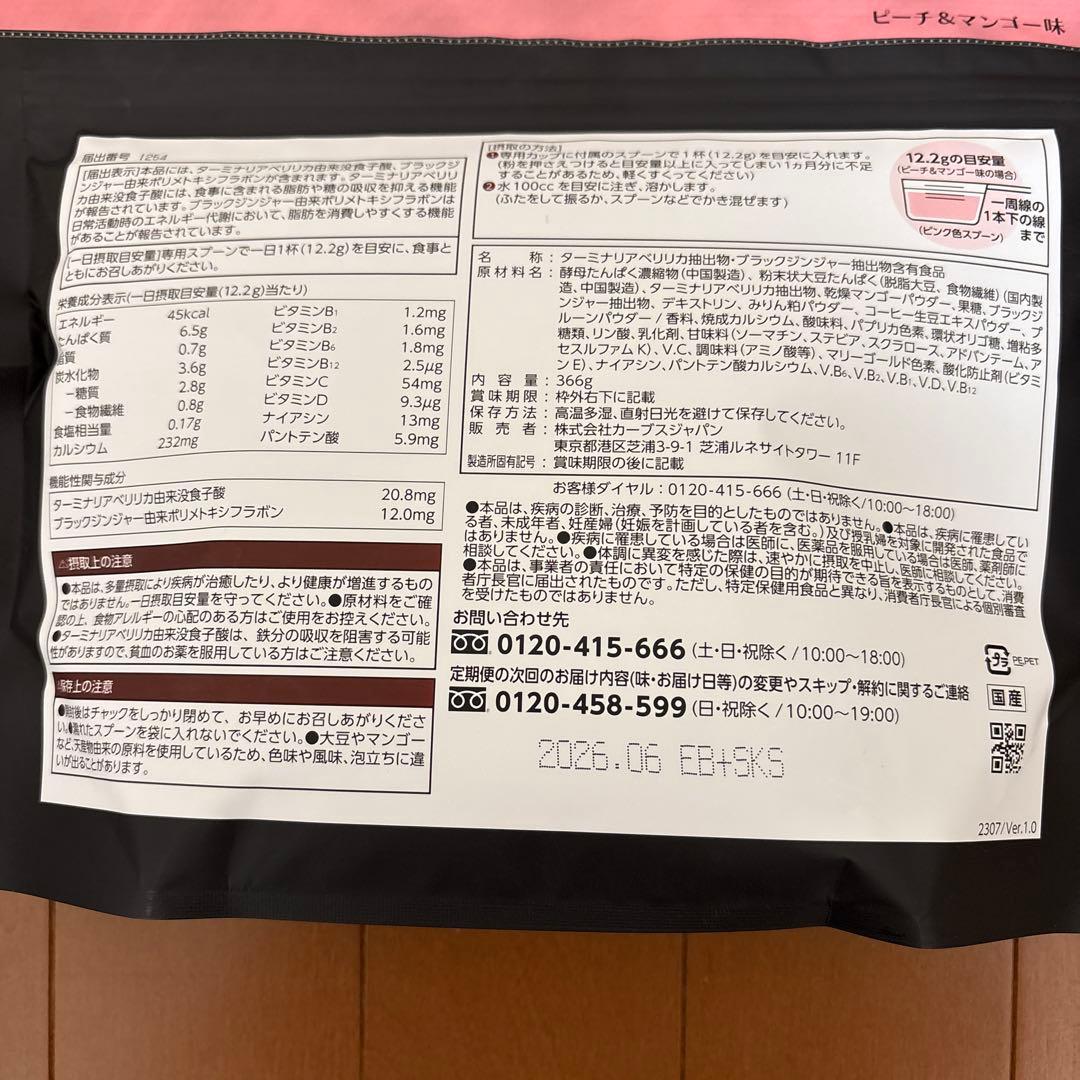 ピーチ&マンゴー味
届出番号 I254
[届出表示]本品には、ターミナリアベリリカ由来没食子酸、ブラックジ
ンジャー由来ポリメトキシフラボンが含まれます。ターミナリアベリリ
カ由来没食子酸には、食事に含まれる脂肪や糖の吸収を抑える機能
が報告されています。ブラックジンジャー由来ポリメトキシフラボンは
日常活動時のエネルギー代謝において、脂肪を消費しやすくする機能
があることが報告されています。
[一日摂取目安量]専用スプーンで一日1杯(12.2g)を目安に、食事と
ともにお召しあがりください。
栄養成分表示(一日摂取目安量(12.2g)当たり)
エネルギー 45kcal ビタミンB1 1.2mg
たんぱく質 6.5g ビタミンB2 1.6mg
脂質 0.7g ビタミンB6 1.8mg
炭水化物 3.6g ビタミンB12 2.5μg
−糖質 2.8g ビタミンC 54mg
−食物繊維 0.8g ビタミンD 9.3μg
食塩相当量 0.17g ナイアシン 13mg
カルシウム 232mg パントテン酸 5.9mg
機能性関与成分
ターミナリアベリリカ由来没食子酸 20.8mg
ブラックジンジャー由来ポリメトキシフラボン 12.0mg
⚠摂取上の注意
●本品は、多量摂取により疾病が治癒したり、より健康が増進するもの
ではありません。一日摂取目安量を守ってください。●原材料をご確
認の上、食物アレルギーの心配のある方はご使用をお控えください。
●ターミナリアベリリカ由来没食子酸は、鉄分の吸収を阻害する可能
性がありますので、貧血のお薬を服用している方はご注意ください。
保存上の注意
●開封後はチャックをしっかり閉めて、お早めにお召しあがりくださ
い。●濡れたスプーンを袋に入れないでください。●大豆やマンゴー
など、天産物由来の原料を使用しているため、色味や風味、泡立ちに違
いが出ることがあります。
[摂取の方法]
❶専用カップに付属のスプーンで1杯(12.2g)を目安に入れます。
(粉を押さえつけると目安量以上に入ってしまい1ヵ月分に不足
することがあるため、軽くすくってください)
❷水100ccを目安に注ぎ、溶かします。
(ふたをして振るか、スプーンなどでかき混ぜます)
12.2gの目安量
(ピーチ&マンゴー味の場合)
一周線の
1本下の線
まで
(ピンク色スプーン)
名称:ターミナリアベリリカ抽出物・ブラックジンジャー抽出物含有食品
原材料名:酵母たんぱく濃縮物(中国製造)、粉末状大豆たんぱく(脱脂大豆、食物繊維)(国内製
造、中国製造)、ターミナリアベリリカ抽出物、乾燥マンゴーパウダー、果糖、ブラックジ
ンジャー抽出物、デキストリン、みりん粕パウダー、コーヒー生豆エキスパウダー、プ
ルーンパウダー/香料、焼成カルシウム、酸味料、パプリカ色素、環状オリゴ糖、増粘多
糖類、リン酸、乳化剤、甘味料(ソーマチン、ステビア、スクラロース、アドバンテーム、ア
セスルファムK)、V.C、調味料(アミノ酸等)、マリーゴールド色素、酸化防止剤(ビタミ
ンE)、ナイアシン、パントテン酸カルシウム、V.B6、V.B2、V.B1、V.D、V.B12
内容量:366g
賞味期限:枠外右下に記載
保存方法:高温多湿、直射日光を避けて保存してください。
販売者:株式会社カーブスジャパン
東京都港区芝浦3-9-1 芝浦ルネサイトタワー 11F
製造所固有記号:賞味期限の後に記載
お客様ダイヤル:0120-415-666 (土・日・祝除く/10:00〜18:00)
●本品は、疾病の診断、治療、予防を目的としたものではありません。●本品は、疾病に罹患してい
る者、未成年者、妊産婦(妊娠を計画している者を含む。)及び授乳婦を対象に開発された食品で
はありません。●疾病に罹患している場合は医師に、医薬品を服用している場合は医師、薬剤師に
相談してください。●体調に異変を感じた際は、速やかに摂取を中止し、医師に相談してください。
●本品は、事業者の責任において特定の保健の目的が期待できる旨を表示するものとして、消費
者庁長官に届出されたものです。ただし、特定保健用食品と異なり、消費者庁長官による個別審査
を受けたものではありません。
お問い合わせ先
0120-415-666 (土・日・祝除く/10:00〜18:00)
定期便の次回のお届け内容(味・お届け日等)の変更やスキップ・解約に関するご連絡
0120-458-599 (日・祝除く/10:00〜19:00)
プラ PE,PET
国産
2026.06 EB+SKS
2307/Ver.1.0